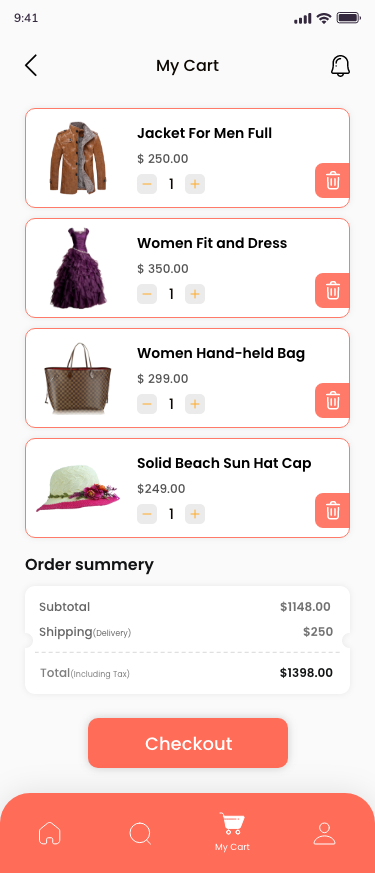 9:41
My Cart
Jacket For Men Full
$ 250.00
− 1 +
Women Fit and Dress
$ 350.00
− 1 +
Women Hand-held Bag
$ 299.00
− 1 +
Solid Beach Sun Hat Cap
$249.00
− 1 +
Order summery
Subtotal $1148.00
Shipping(Delivery) $250
Total(Including Tax) $1398.00
Checkout
My Cart